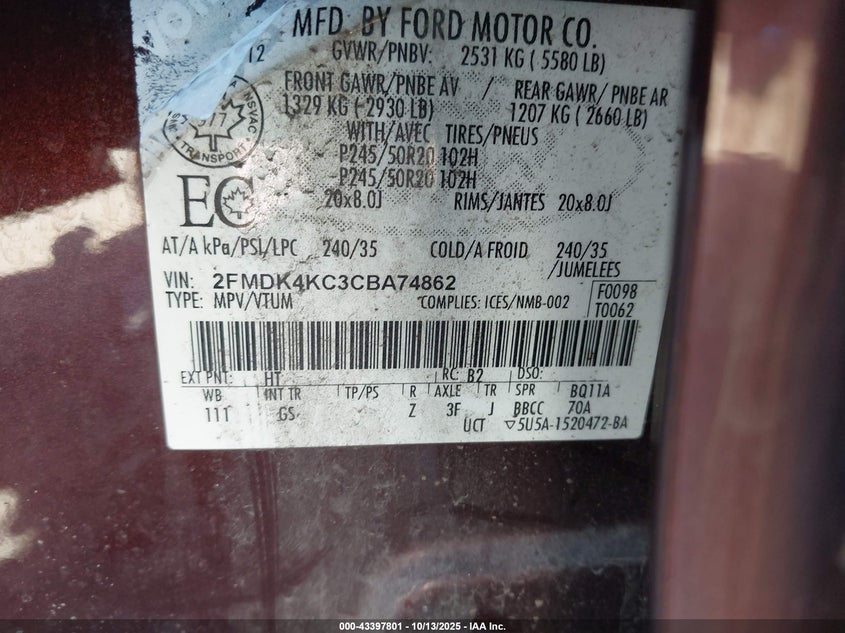 MFD. BY FORD MOTOR CO.
12 GVWR/PNBV: 2531 KG ( 5580 LB)
FRONT GAWR/PNBE AV / REAR GAWR/ PNBE AR
1329 KG ( 2930 LB) 1207 KG ( 2660 LB)
WITH/AVEC TIRES/PNEUS
P245/50R20 102H
P245/50R20 102H
20x8.0J RIMS/JANTES 20x8.0J
TRANSPORT
EC
AT/A kPa/PSI/LPC 240/35 COLD/A FROID 240/35
/JUMELEES
VIN: 2FMDK4KC3CBA74862
TYPE: MPV/VTUM COMPLIES: ICES/NMB-002
F0098
T0062
EXT PNT: HT RC: B2 DSO:
WB INT TR TP/PS R AXLE TR SPR BQ11A
111 GS Z 3F J BBCC 70A
UCT ▽5U5A-1520472-BA
000-43397801 - 10/13/2025 - IAA Inc.